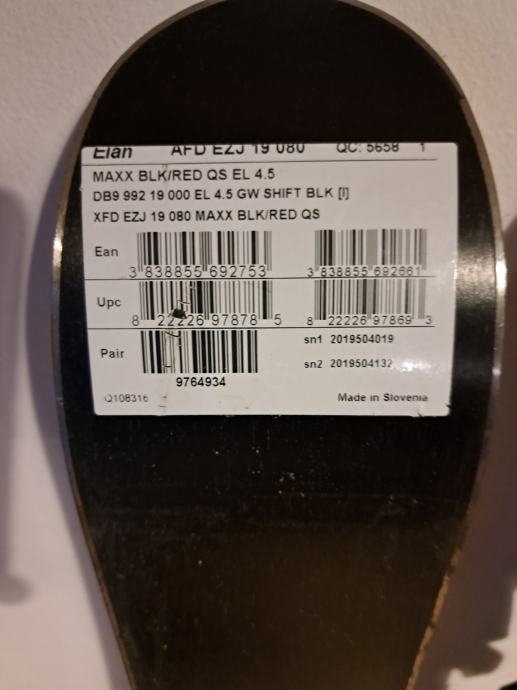 Elan AFD EZJ 19 080 QC: 5658 1
MAXX BLK/RED QS EL 4.5
DB9 992 19 000 EL 4.5 GW SHIFT BLK [I]
XFD EZJ 19 080 MAXX BLK/RED QS
Ean 3 838855 692753 3 838855 692661
Upc 8 22226 97878 5 8 22226 97869 3
Pair 9764934
sn1 2019504019
sn2 2019504132
Q108316 Made in Slovenia